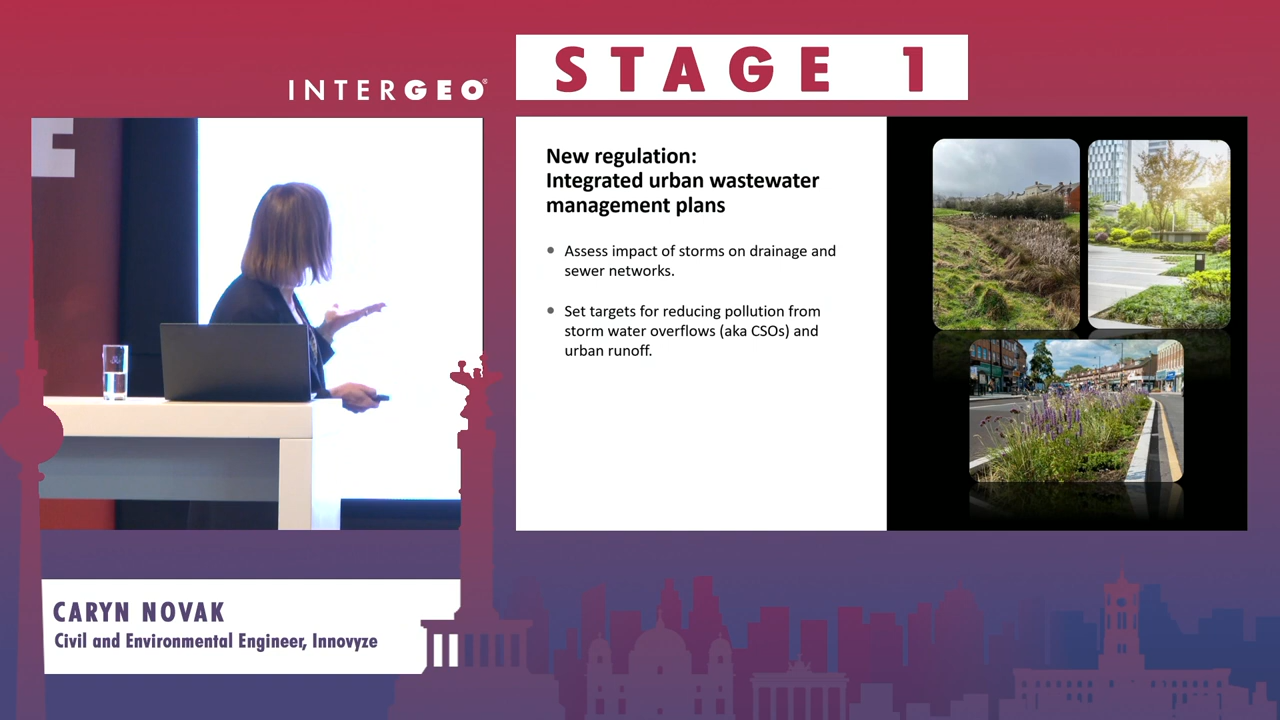 STAGE 1
INTERGEO®
New regulation:
Integrated urban wastewater
management plans
• Assess impact of storms on drainage and
sewer networks.
• Set targets for reducing pollution from
storm water overflows (aka CSOs) and
urban runoff.
CARYN NOVAK
Civil and Environmental Engineer, Innovyze